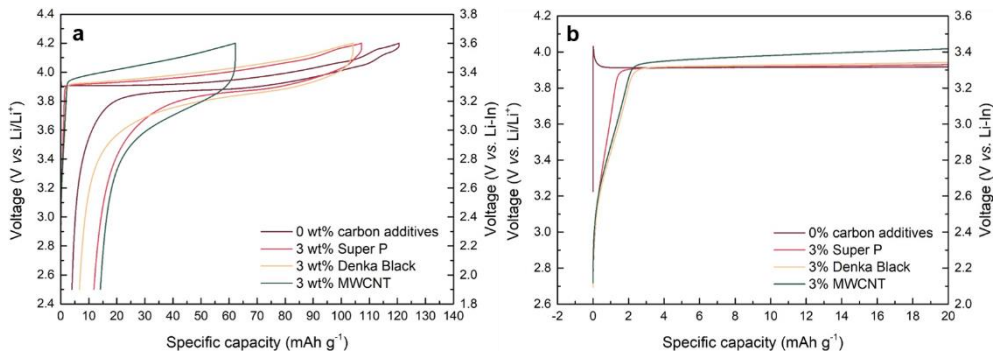 a
Voltage (V vs. Li/Li⁺)
4.4
4.2
4.0
3.8
3.6
3.4
3.2
3.0
2.8
2.6
2.4
0 10 20 30 40 50 60 70 80 90 100 110 120 130 140
Specific capacity (mAh g⁻¹)
3.8
3.6
3.4
3.2
3.0
2.8
2.6
2.4
2.2
2.0
1.9
Voltage (V vs. Li-In)
0 wt% carbon additives
3 wt% Super P
3 wt% Denka Black
3 wt% MWCNT
b
Voltage (V vs. Li/Li⁺)
4.2
4.0
3.8
3.6
3.4
3.2
3.0
2.8
2.6
-2 0 2 4 6 8 10 12 14 16 18 20
Specific capacity (mAh g⁻¹)
3.6
3.4
3.2
3.0
2.8
2.6
2.4
2.2
2.0
Voltage (V vs. Li-In)
0% carbon additives
3% Super P
3% Denka Black
3% MWCNT